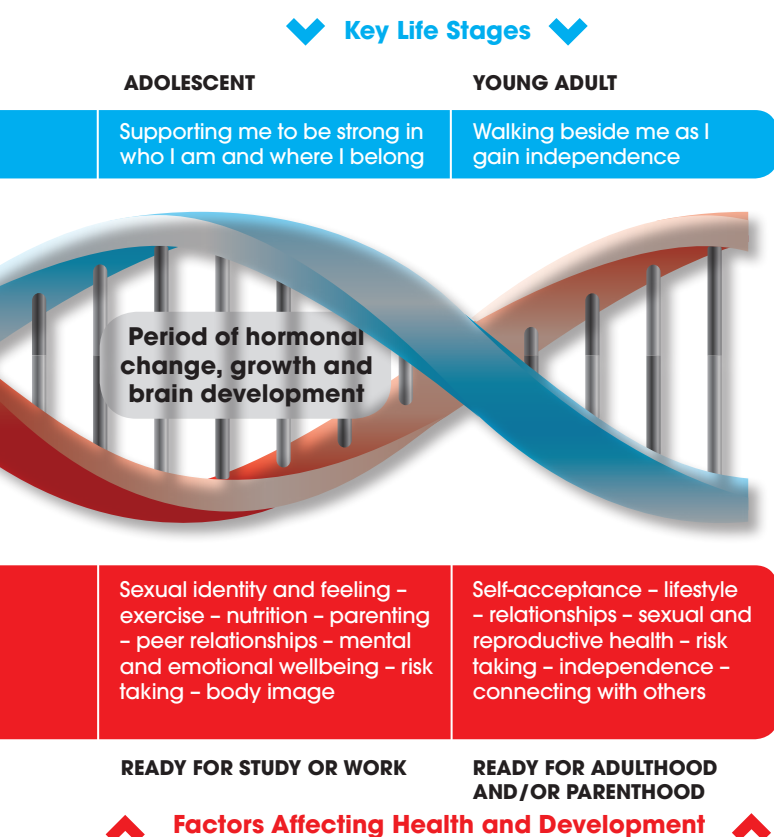 Key Life Stages
ADOLESCENT
YOUNG ADULT
Supporting me to be strong in
who I am and where I belong
Walking beside me as I
gain independence
Period of hormonal
change, growth and
brain development
Sexual identity and feeling –
exercise – nutrition – parenting
– peer relationships – mental
and emotional wellbeing – risk
taking – body image
Self-acceptance – lifestyle
– relationships – sexual and
reproductive health – risk
taking – independence –
connecting with others
READY FOR STUDY OR WORK
READY FOR ADULTHOOD
AND/OR PARENTHOOD
Factors Affecting Health and Development